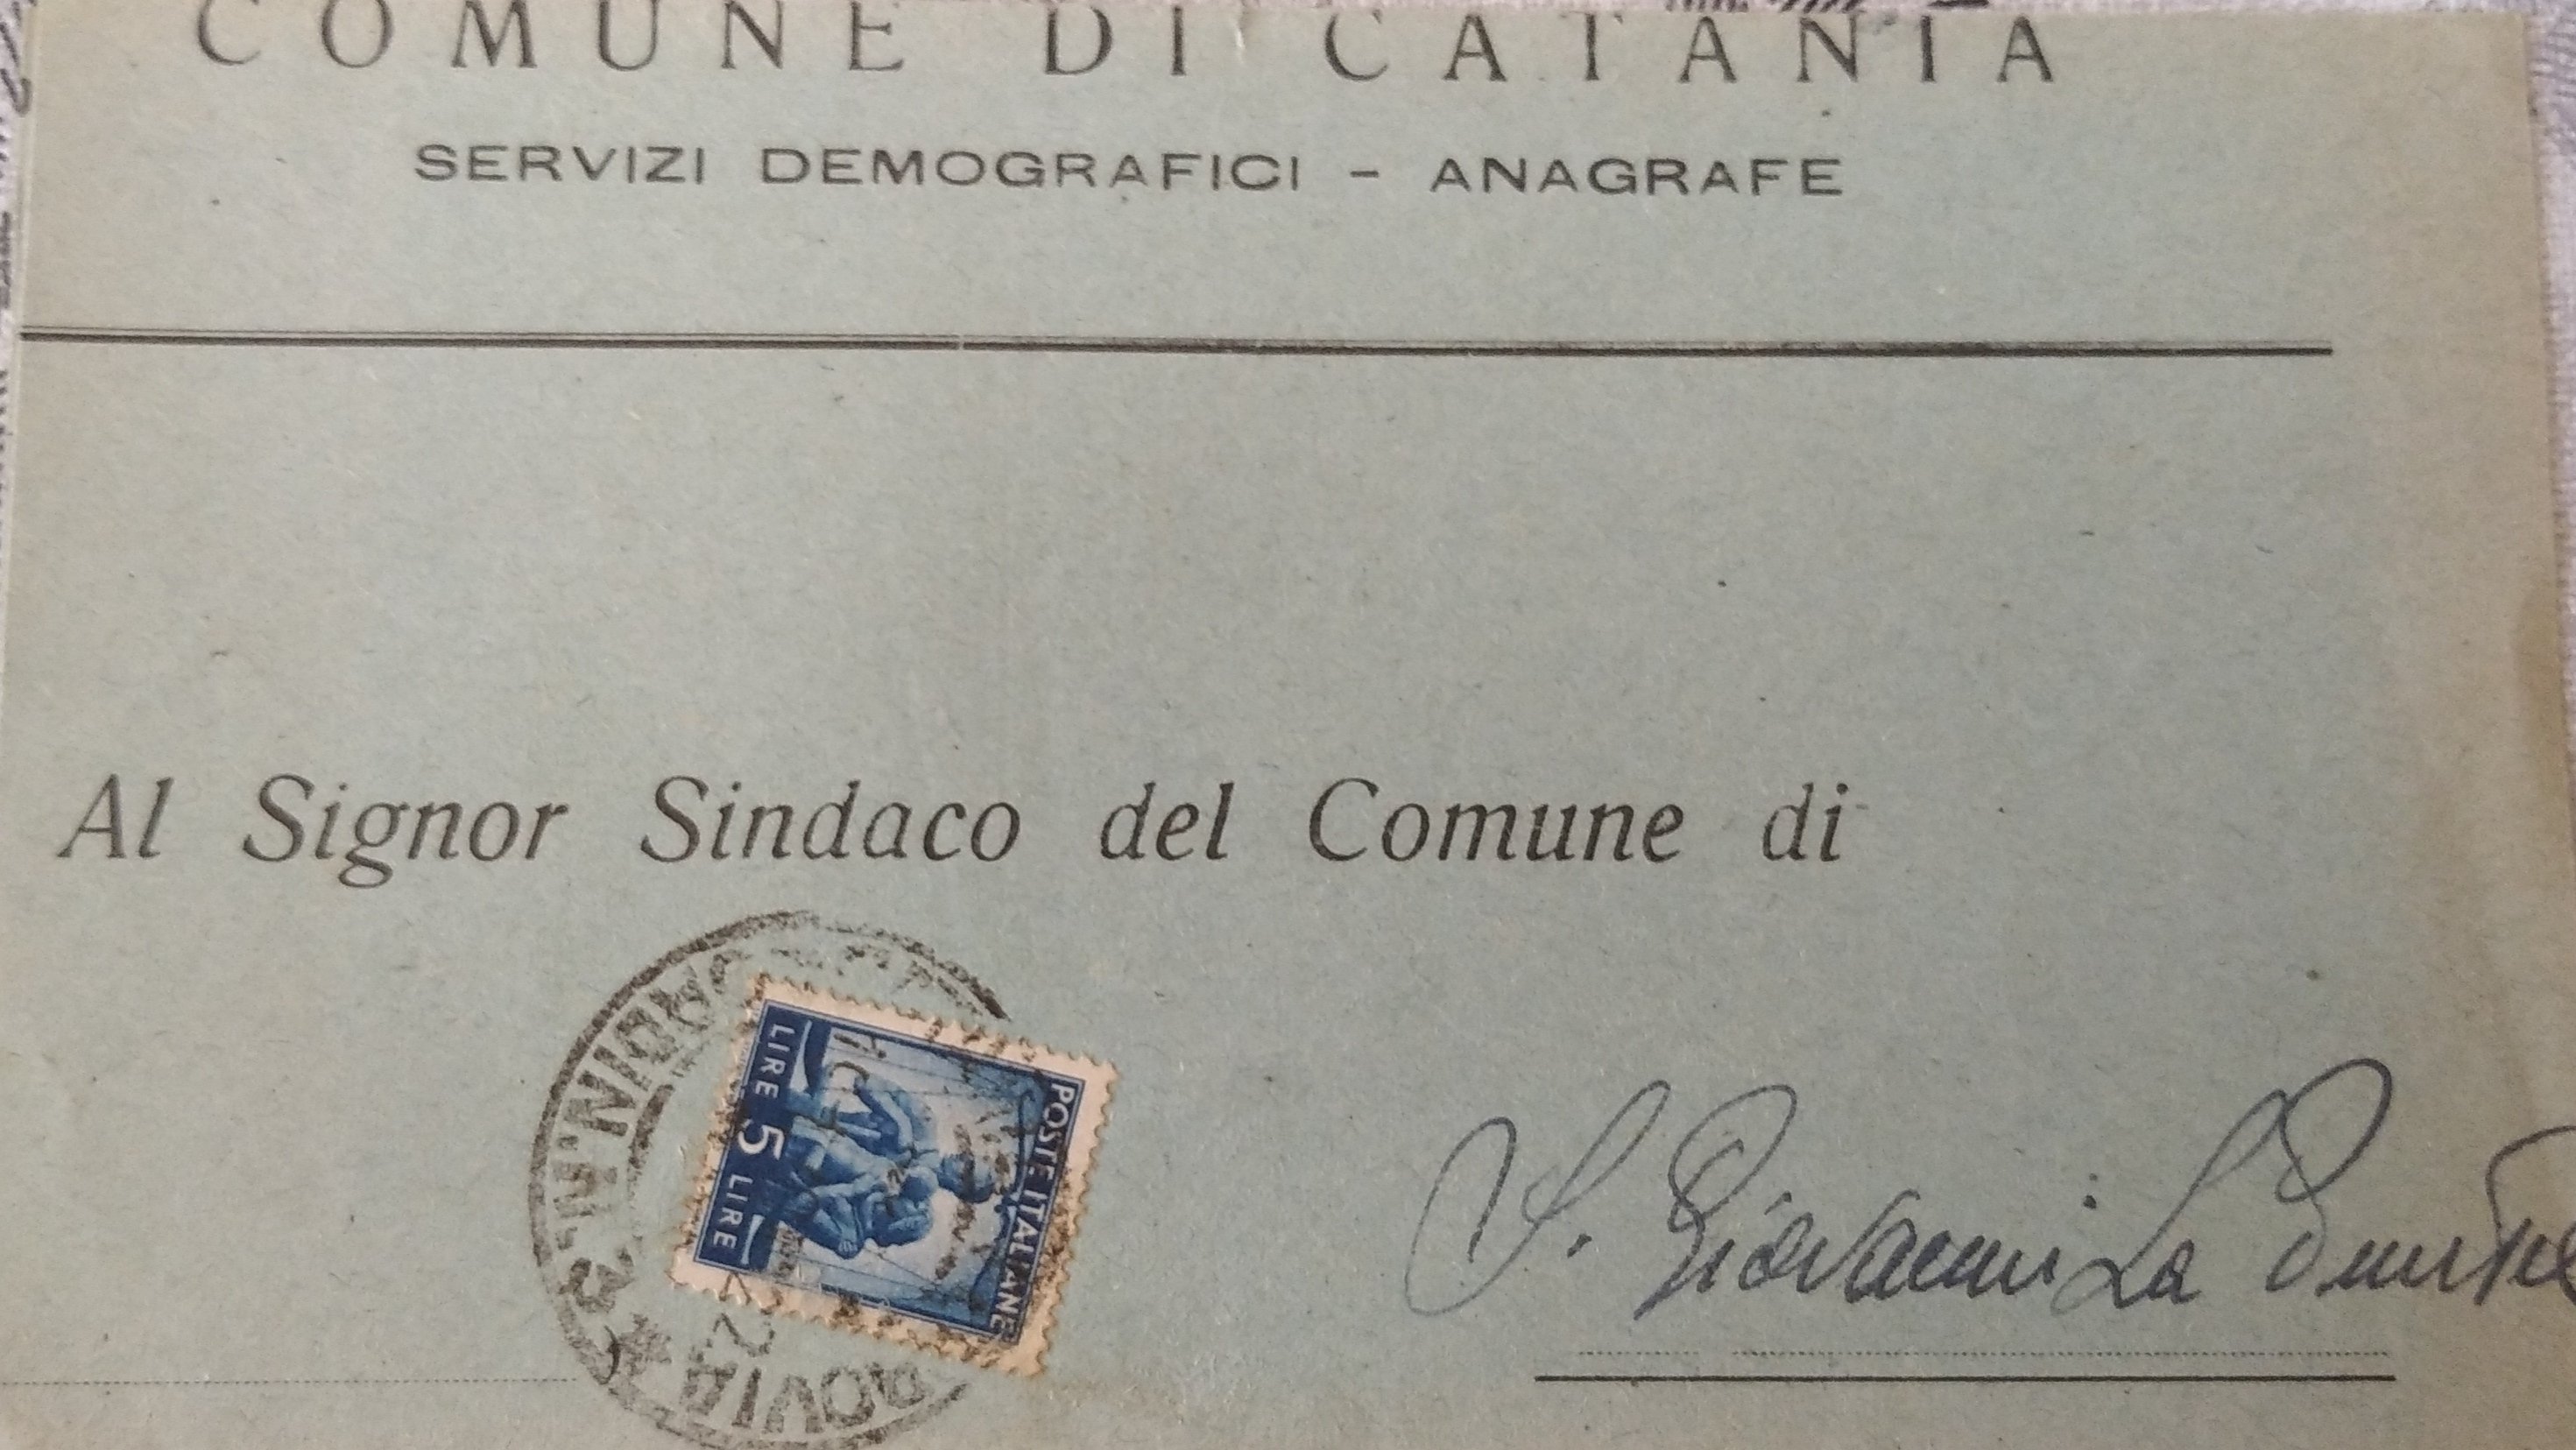 COMUNE DI CATANIA
SERVIZI DEMOGRAFICI - ANAGRAFE
Al Signor Sindaco del Comune di
POSTE ITALIANE
LIRE 5 LIRE
S. Giovanni La Punta